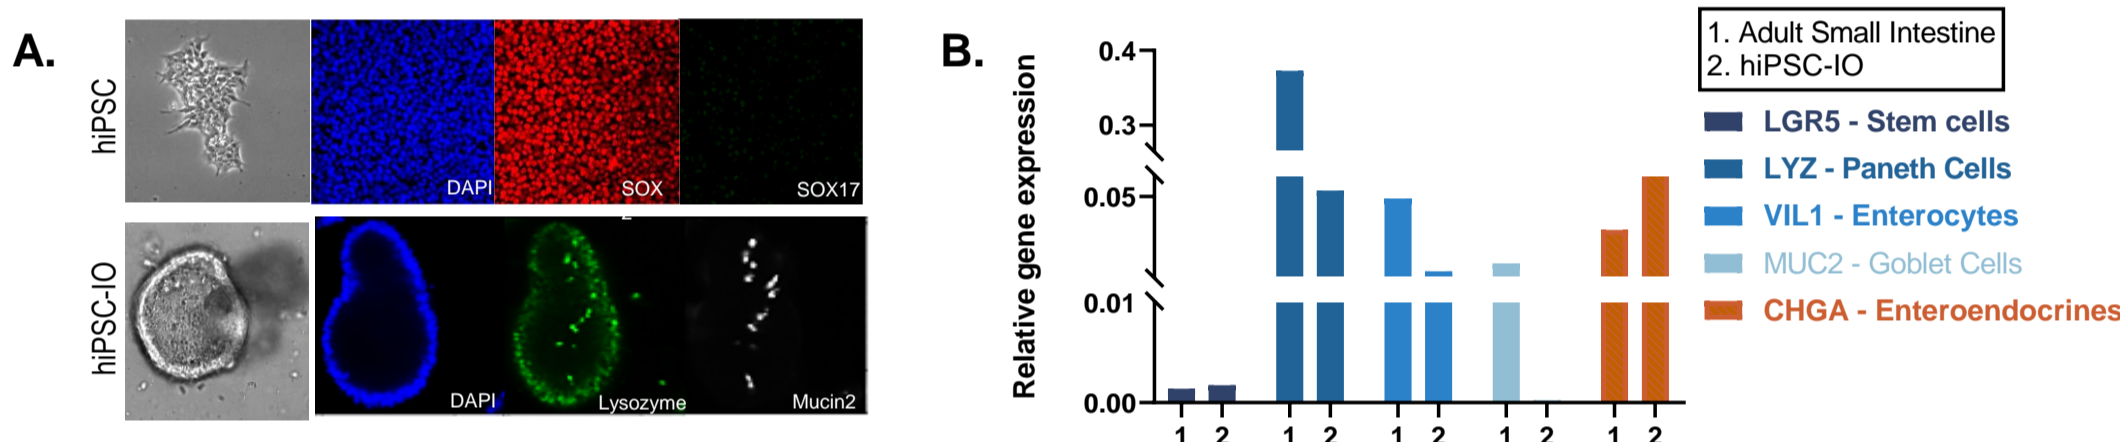 A.
hiPSC
DAPI
SOX
SOX17
2
hiPSC-IO
DAPI
Lysozyme
Mucin2
B.
Relative gene expression
0.4
0.3
0.05
0.01
0.00
1 2 1 2 1 2 1 2 1 2
1. Adult Small Intestine
2. hiPSC-IO
LGR5 - Stem cells
LYZ - Paneth Cells
VIL1 - Enterocytes
MUC2 - Goblet Cells
CHGA - Enteroendocrines